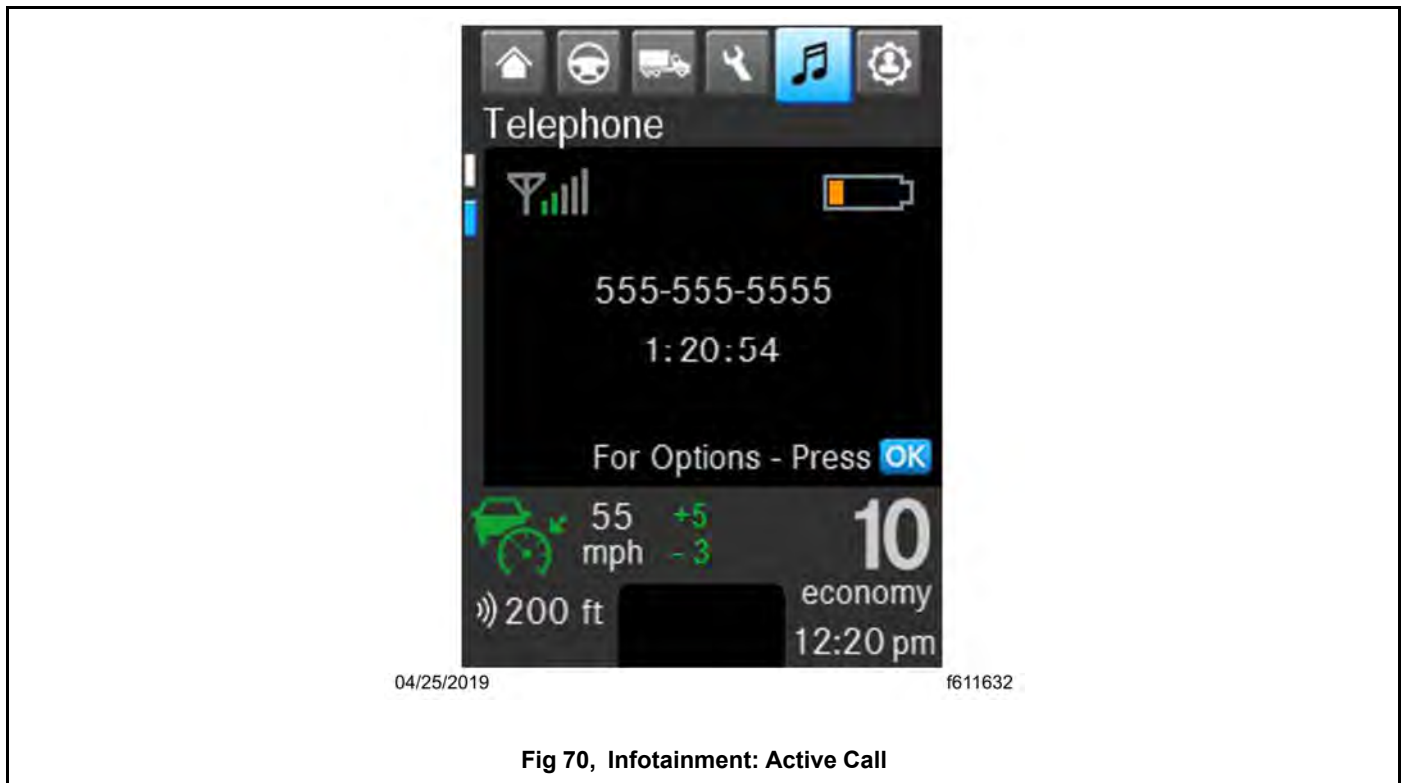 Telephone
555-555-5555
1:20:54
For Options - Press OK
55 +5
mph - 3
10
economy
200 ft
12:20 pm
04/25/2019 f611632
Fig 70, Infotainment: Active Call